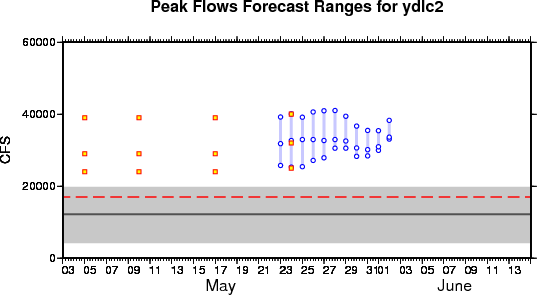 Peak Flows Forecast Ranges for ydlc2
60000
40000
20000
0
CFS
03 05 07 09 11 13 15 17 19 21 23 25 27 29 31 01 03 05 07 09 11 13
May June